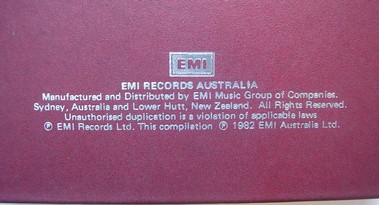 EMI
EMI RECORDS AUSTRALIA
Manufactured and Distributed by EMI Music Group of Companies.
Sydney, Australia and Lower Hutt, New Zealand. All Rights Reserved.
Unauthorised duplication is a violation of applicable laws
℗ EMI Records Ltd. This compilation ℗ 1982 EMI Australia Ltd.